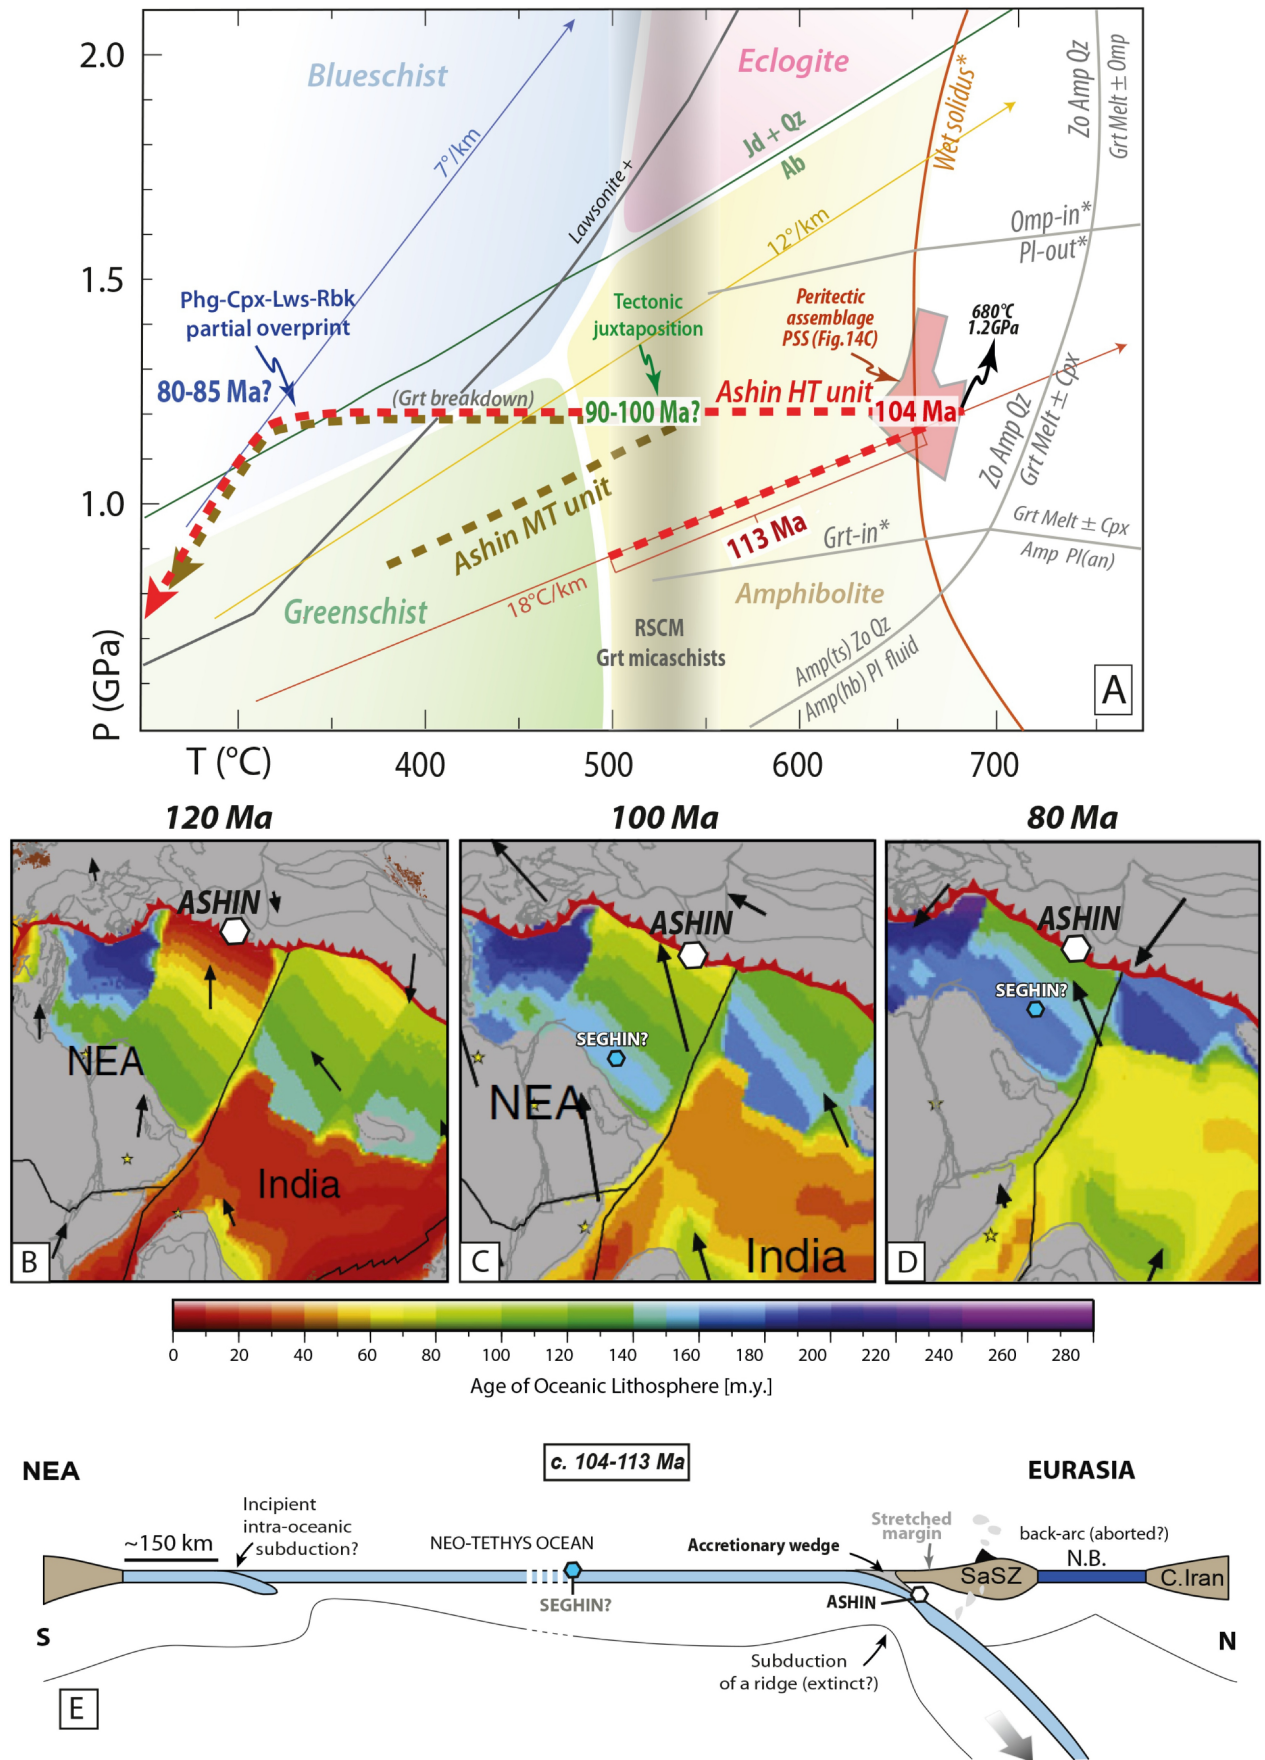 2.0
1.5
1.0
P (GPa)
T (°C)
400
500
600
700
Blueschist
Eclogite
7°/km
Lawsonite +
Jd + Qz
Ab
12°/km
Wet solidus*
Zo Amp Qz
Grt Melt ± Omp
Omp-in*
Pl-out*
Phg-Cpx-Lws-Rbk
partial overprint
80-85 Ma?
Tectonic
juxtaposition
Peritectic
assemblage
PSS (Fig.14C)
680°C
1.2GPa
(Grt breakdown)
90-100 Ma?
Ashin HT unit
104 Ma
Zo Amp Qz
Grt Melt ± Cpx
Ashin MT unit
113 Ma
Grt-in*
Grt Melt ± Cpx
Amp Pl(an)
18°C/km
Greenschist
Amphibolite
RSCM
Grt micaschists
Amp(ts) Zo Qz
Amp(hb) Pl fluid
A
120 Ma
100 Ma
80 Ma
ASHIN
NEA
India
B
ASHIN
SEGHIN?
NEA
India
C
ASHIN
SEGHIN?
D
0 20 40 60 80 100 120 140 160 180 200 220 240 260 280
Age of Oceanic Lithosphere [m.y.]
c. 104-113 Ma
NEA
EURASIA
Incipient
intra-oceanic
subduction?
~150 km
NEO-TETHYS OCEAN
Accretionary wedge
Stretched
margin
back-arc (aborted?)
N.B.
SaSZ
C.Iran
SEGHIN?
ASHIN
S
N
Subduction
of a ridge (extinct?)
E